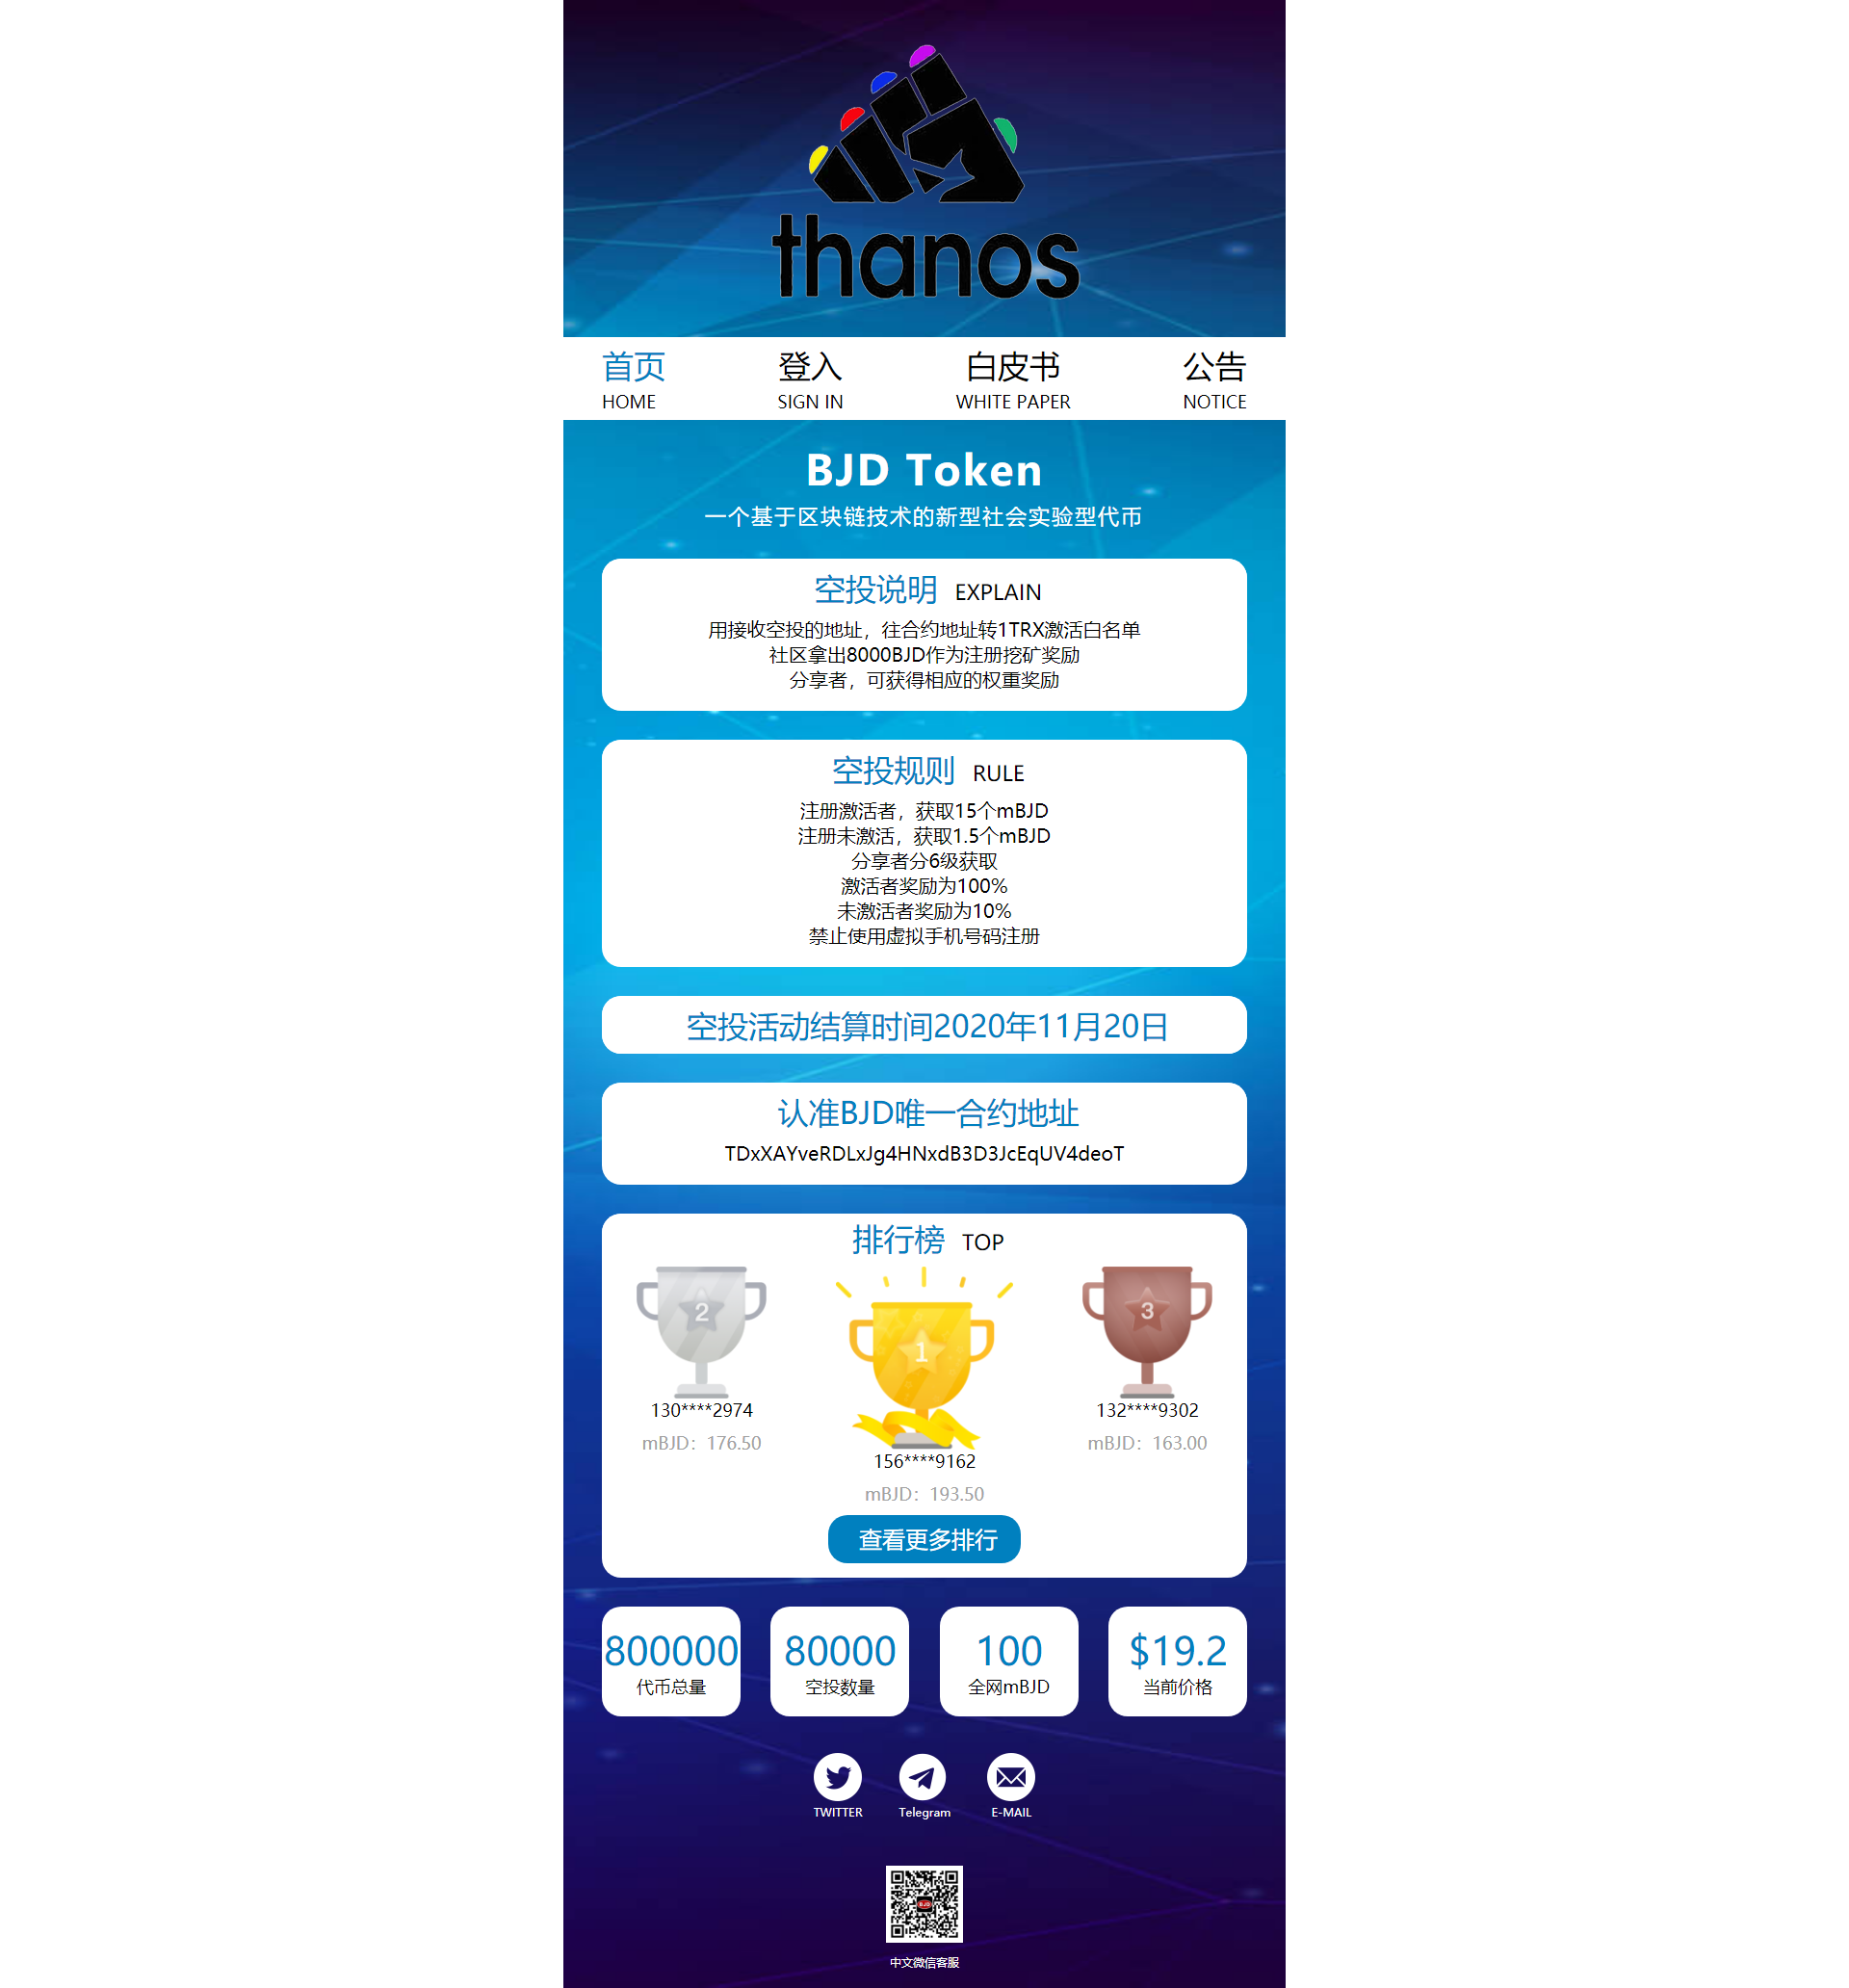 thanos
首页
HOME
登入
SIGN IN
白皮书
WHITE PAPER
公告
NOTICE
BJD Token
一个基于区块链技术的新型社会实验型代币
空投说明 EXPLAIN
用接收空投的地址，往合约地址转1TRX激活白名单
社区拿出8000BJD作为注册挖矿奖励
分享者，可获得相应的权重奖励
空投规则 RULE
注册激活者，获取15个mBJD
注册未激活，获取1.5个mBJD
分享者分6级获取
激活者奖励为100%
未激活者奖励为10%
禁止使用虚拟手机号码注册
空投活动结算时间2020年11月20日
认准BJD唯一合约地址
TDxXAYveRDLxJg4HNxdB3D3JcEqUV4deoT
排行榜 TOP
2
130****2974
mBJD：176.50
1
156****9162
mBJD：193.50
3
132****9302
mBJD：163.00
查看更多排行
800000
代币总量
80000
空投数量
100
全网mBJD
$19.2
当前价格
TWITTER
Telegram
E-MAIL
BJD
中文微信客服